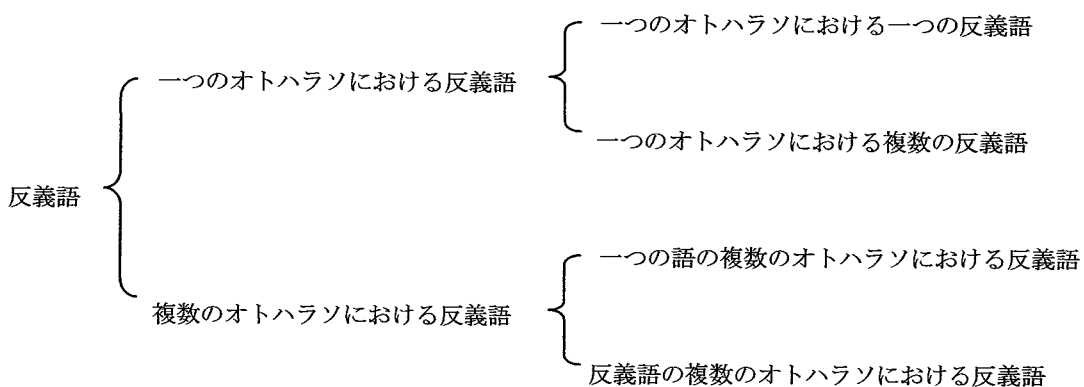 一つのオトハラソにおける一つの反義語
一つのオトハラソにおける反義語
一つのオトハラソにおける複数の反義語
反義語
一つの語の複数のオトハラソにおける反義語
複数のオトハラソにおける反義語
反義語の複数のオトハラソにおける反義語